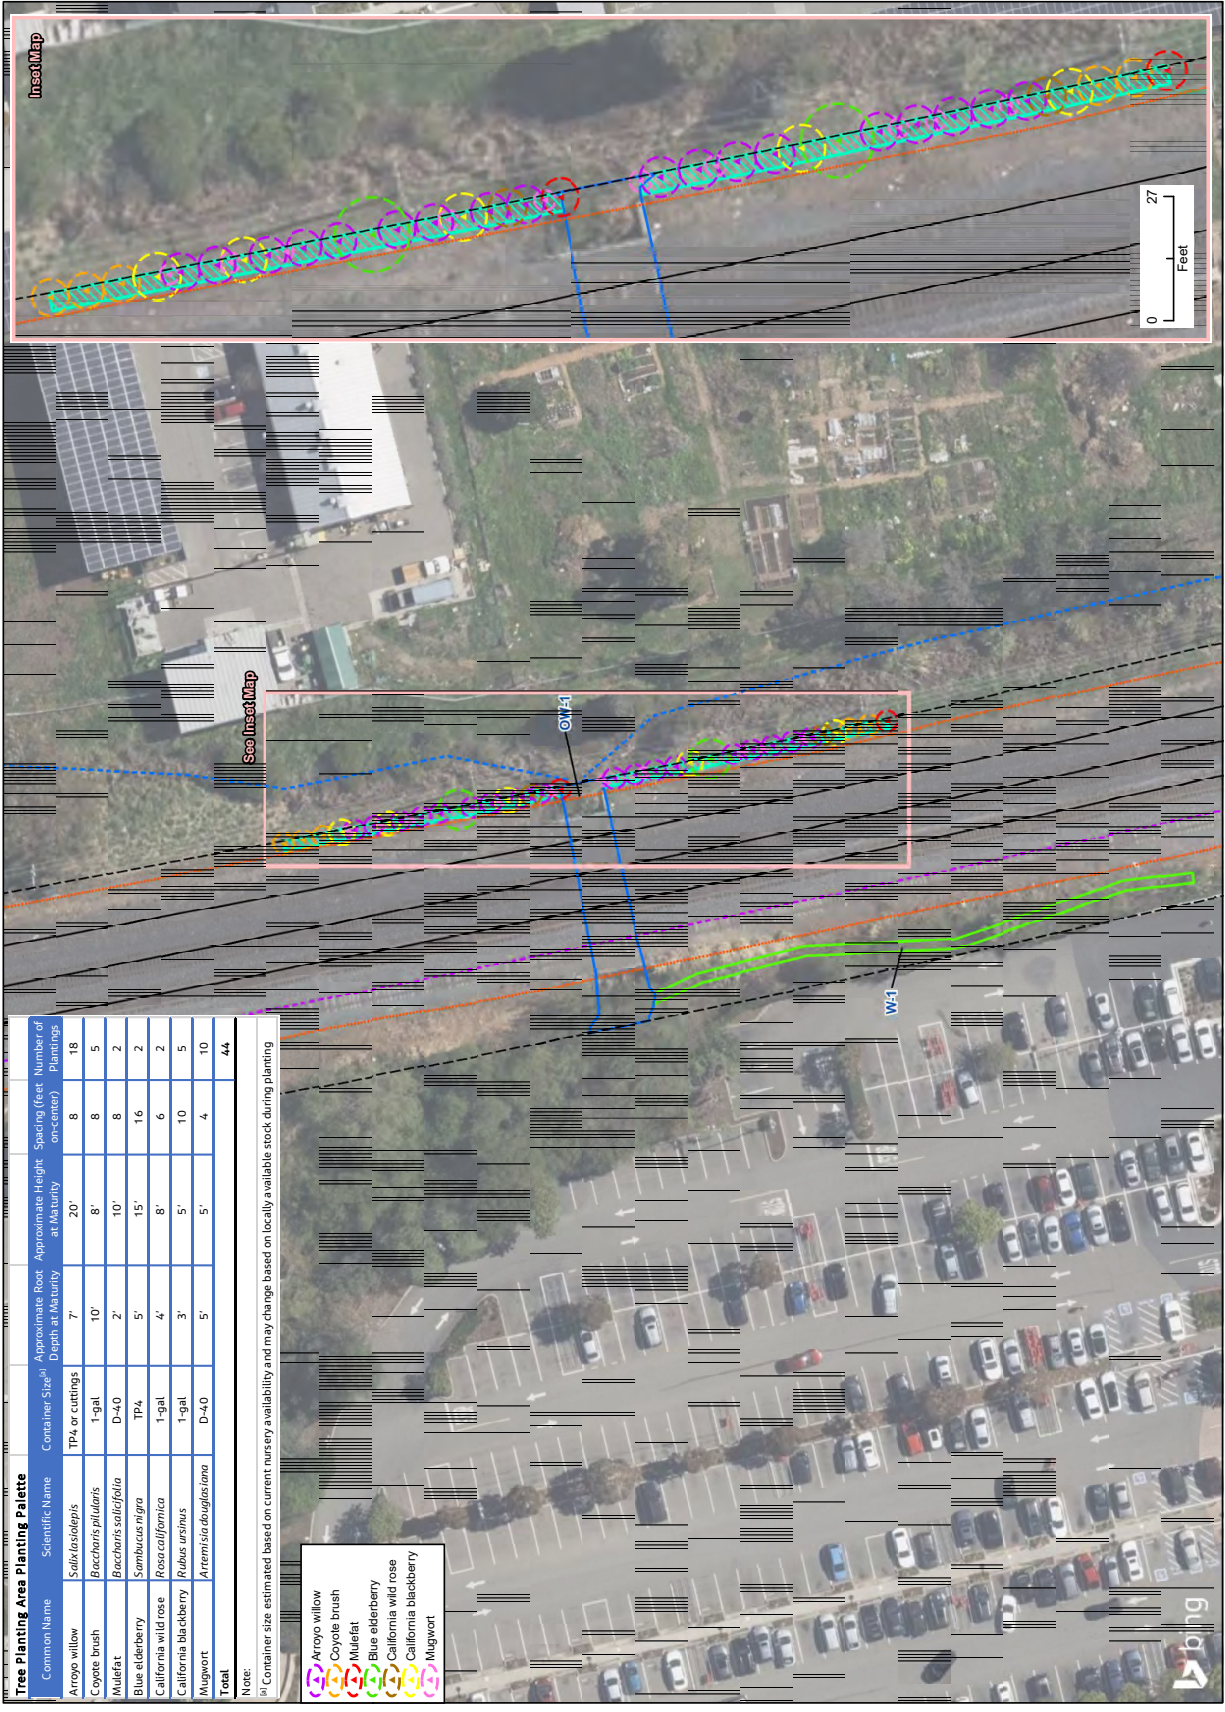 Inset Map
0 27
Feet
See Inset Map
OW-1
W-1
Tree Planting Area Planting Palette
Common Name Scientific Name Container Size[a] Approximate Root Depth at Maturity Approximate Height at Maturity Spacing (feet on-center) Number of Plantings
Arroyo willow Salix lasiolepis TP4 or cuttings 7' 20' 8 18
Coyote brush Baccharis pilularis 1-gal 10' 8' 8 5
Mulefat Baccharis salicifolia D-40 2' 10' 8 2
Blue elderberry Sambucus nigra TP4 5' 15' 16 2
California wild rose Rosa californica 1-gal 4' 8' 6 2
California blackberry Rubus ursinus 1-gal 3' 5' 10 5
Mugwort Artemisia douglasiana D-40 5' 5' 4 10
Total 44
Note:
[a] Container size estimated based on current nursery availability and may change based on locally available stock during planting
Arroyo willow
Coyote brush
Mulefat
Blue elderberry
California wild rose
California blackberry
Mugwort
bing